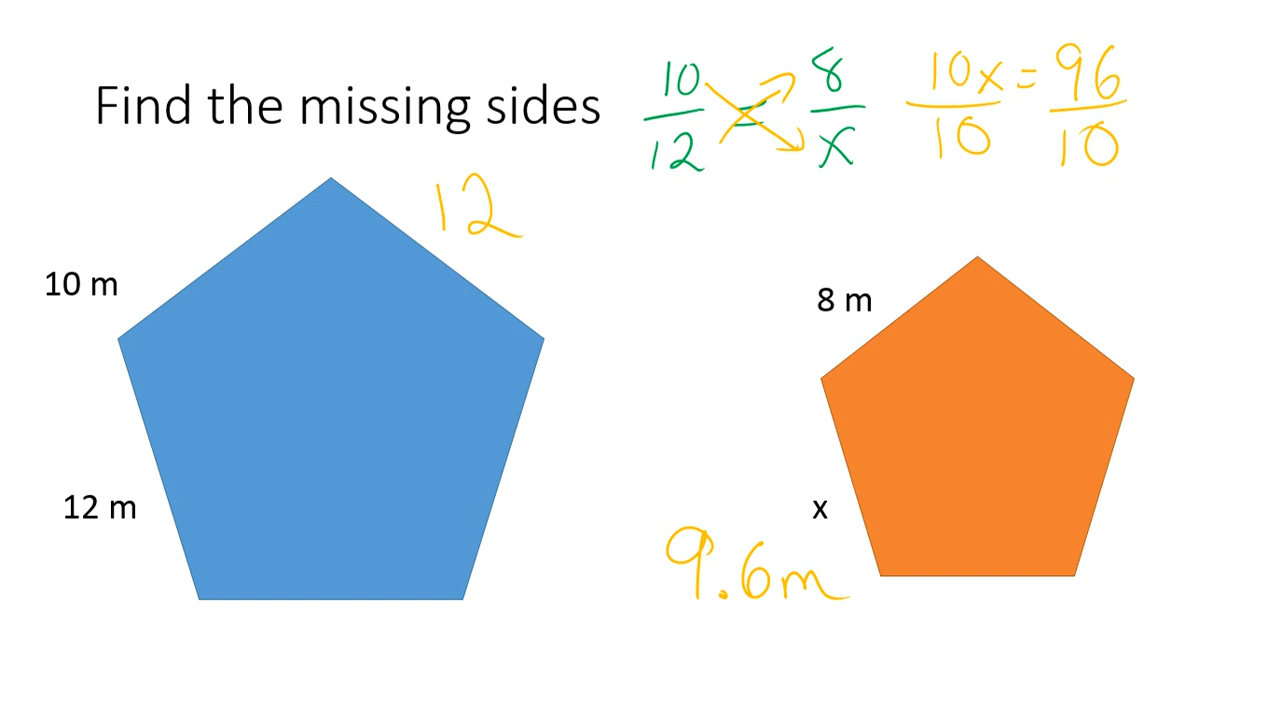 Find the missing sides
10/12 = 8/x
10x/10 = 96/10
12
10 m
8 m
12 m
x
9.6m